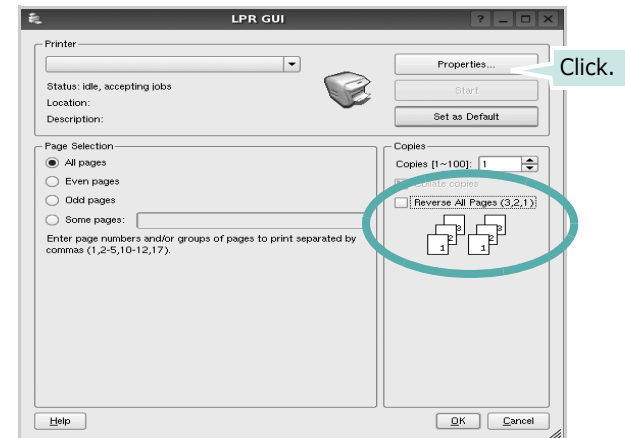 LPR GUI
Printer
Properties...
Click.
Status: idle, accepting jobs
Start
Location:
Description:
Set as Default
Page Selection
Copies
All pages
Copies [1~100]: 1
Even pages
Collate copies
Odd pages
Reverse All Pages (3,2,1)
Some pages:
Enter page numbers and/or groups of pages to print separated by
commas (1,2-5,10-12,17).
3 3
2 2
1 1
Help
OK
Cancel